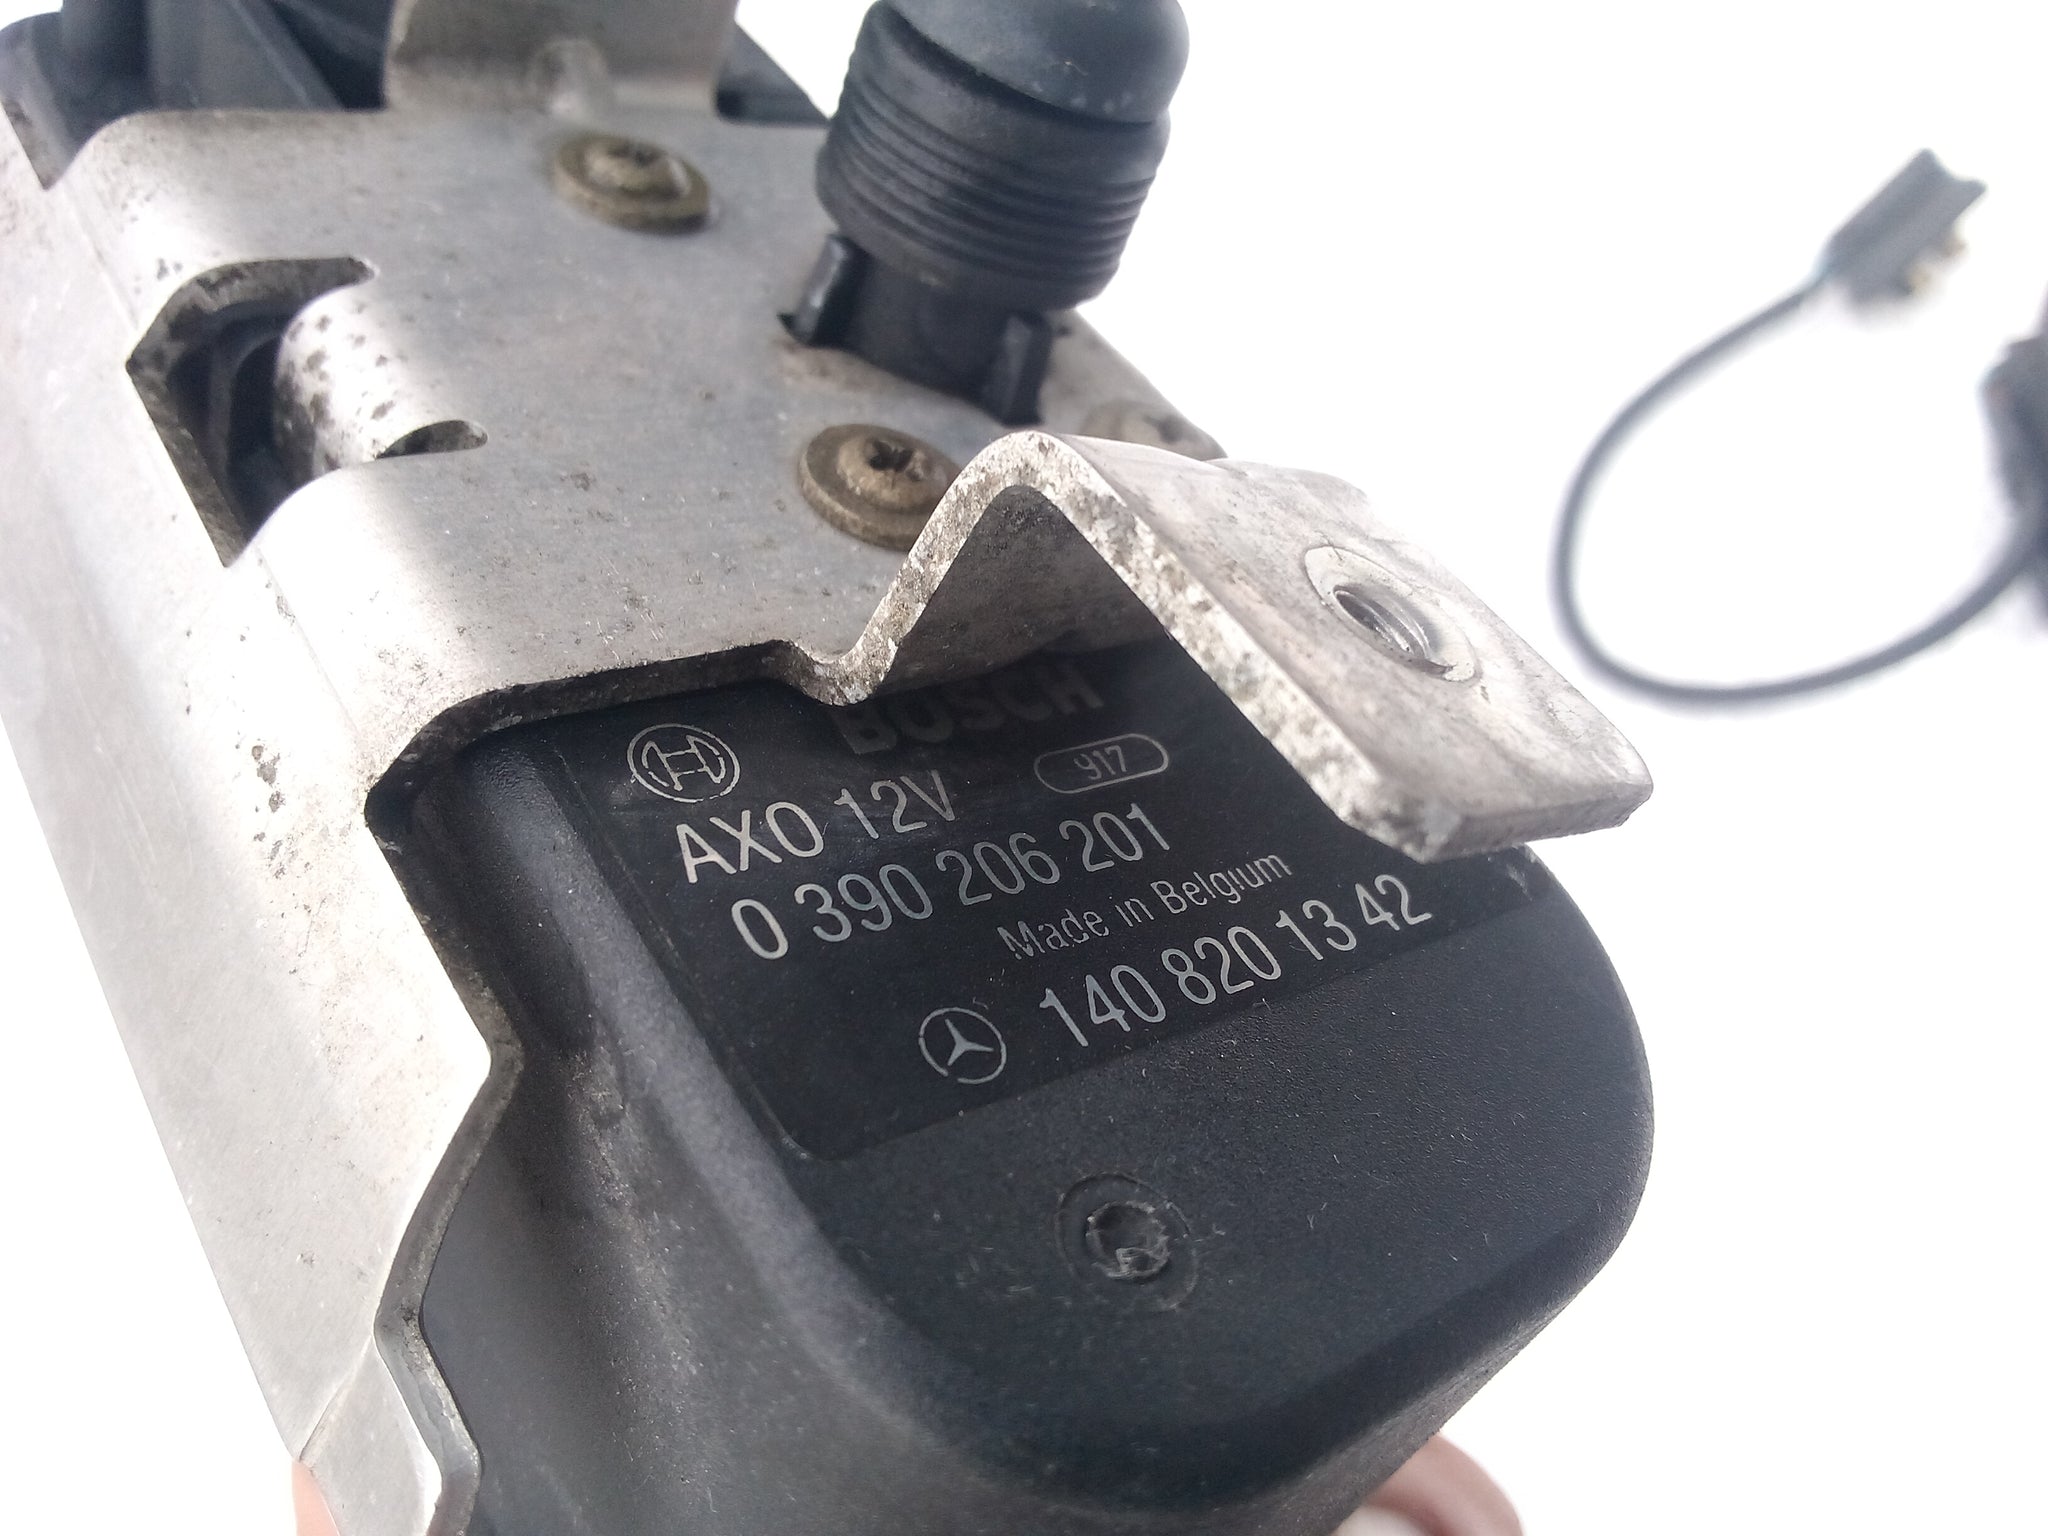 BOSCH
AXO 12V 917
0 390 206 201
Made in Belgium
140 820 13 42